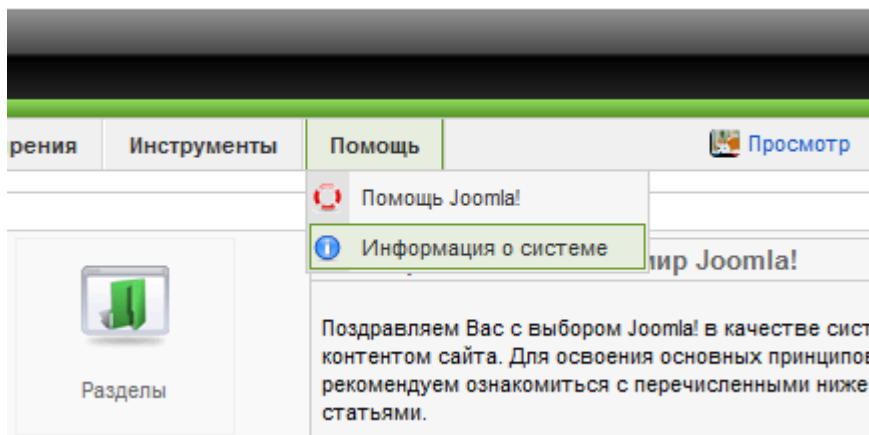 рения Инструменты Помощь Просмотр
Помощь Joomla!
Информация о системе
мир Joomla!
Разделы
Поздравляем Вас с выбором Joomla! в качестве сист
контентом сайта. Для освоения основных принципов
рекомендуем ознакомиться с перечисленными ниже
статьями.